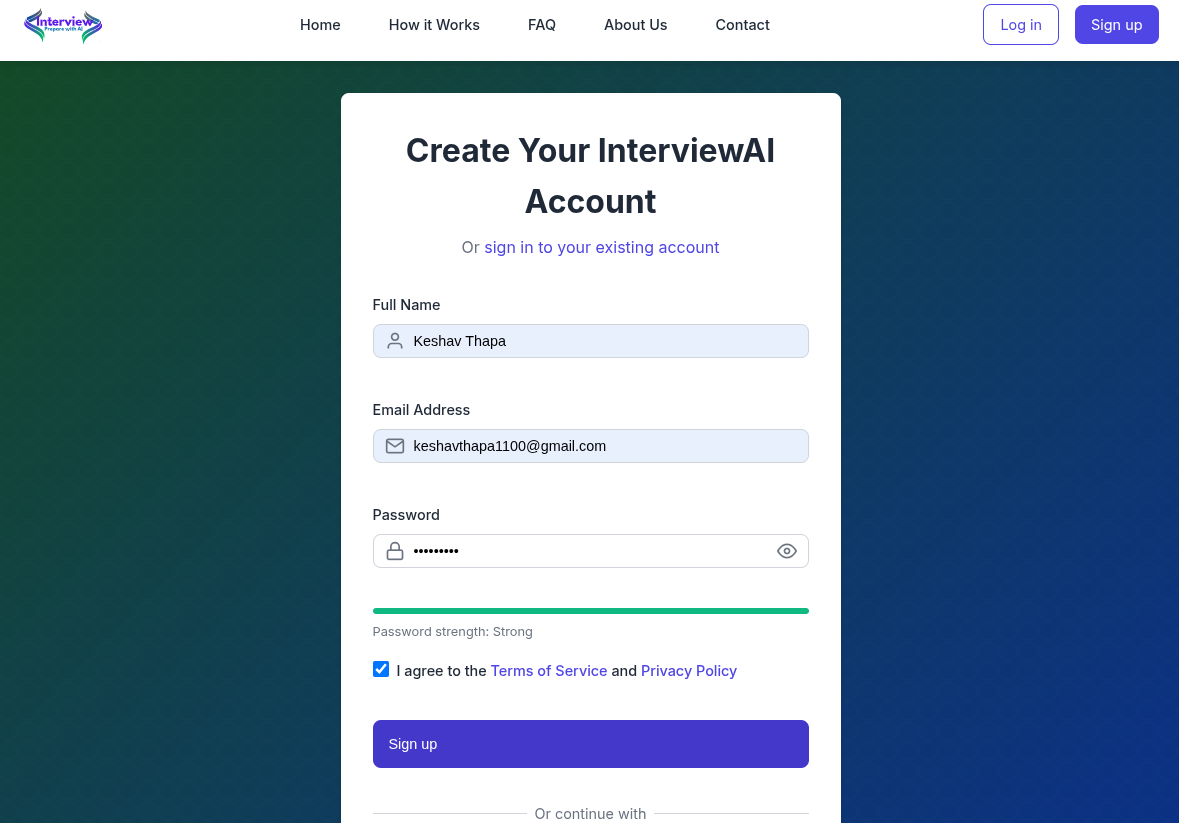 Interview
Prepare with AI
Home
How it Works
FAQ
About Us
Contact
Log in
Sign up
Create Your InterviewAI
Account
Or sign in to your existing account
Full Name
Keshav Thapa
Email Address
keshavthapa1100@gmail.com
Password
•••••••••
Password strength: Strong
I agree to the Terms of Service and Privacy Policy
Sign up
Or continue with